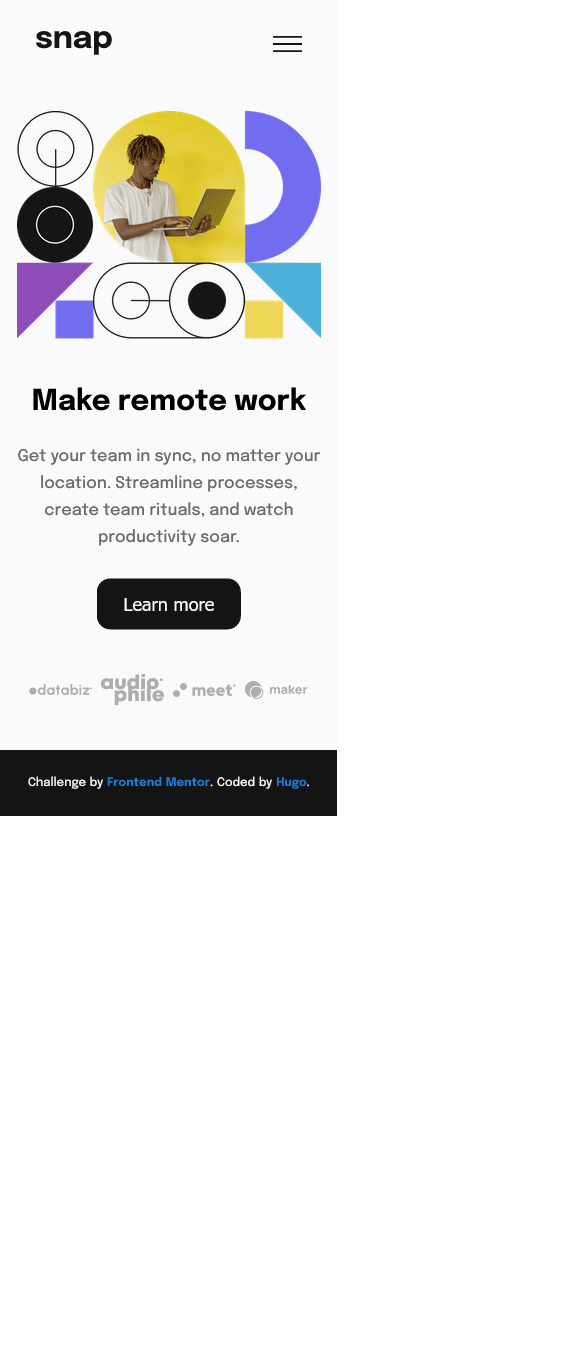 snap
Make remote work
Get your team in sync, no matter your
location. Streamline processes,
create team rituals, and watch
productivity soar.
Learn more
databiz audiophile meet maker
Challenge by Frontend Mentor. Coded by Hugo.